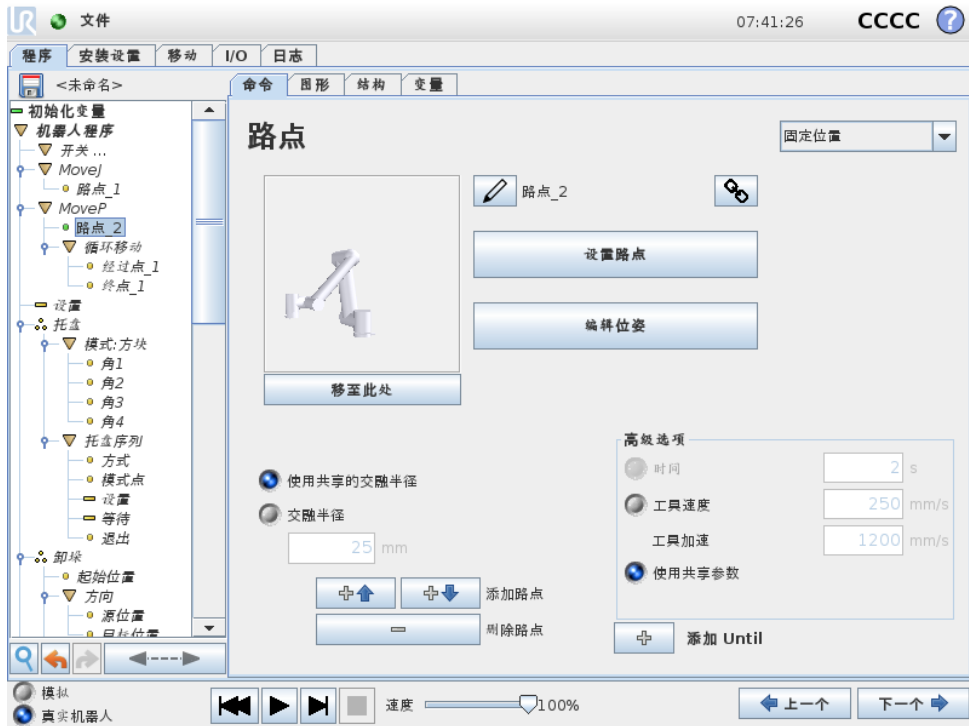 UR 文件 07:41:26 CCCC ?
程序 安装设置 移动 I/O 日志
<未命名>
命令 图形 结构 变量
初始化变量
机器人程序
开关 ...
MoveJ
路点_1
MoveP
路点_2
循环移动
经过点_1
终点_1
设置
托盘
模式:方块
角1
角2
角3
角4
托盘序列
方式
模式点
设置
等待
退出
卸垛
起始位置
方向
源位置
目标位置
路点
固定位置
路点_2
设置路点
编辑位姿
移至此处
使用共享的交融半径
交融半径
25 mm
添加路点
删除路点
高级选项
时间 2 s
工具速度 250 mm/s
工具加速 1200 mm/s
使用共享参数
添加 Until
模拟
真实机器人
速度 100%
上一个 下一个